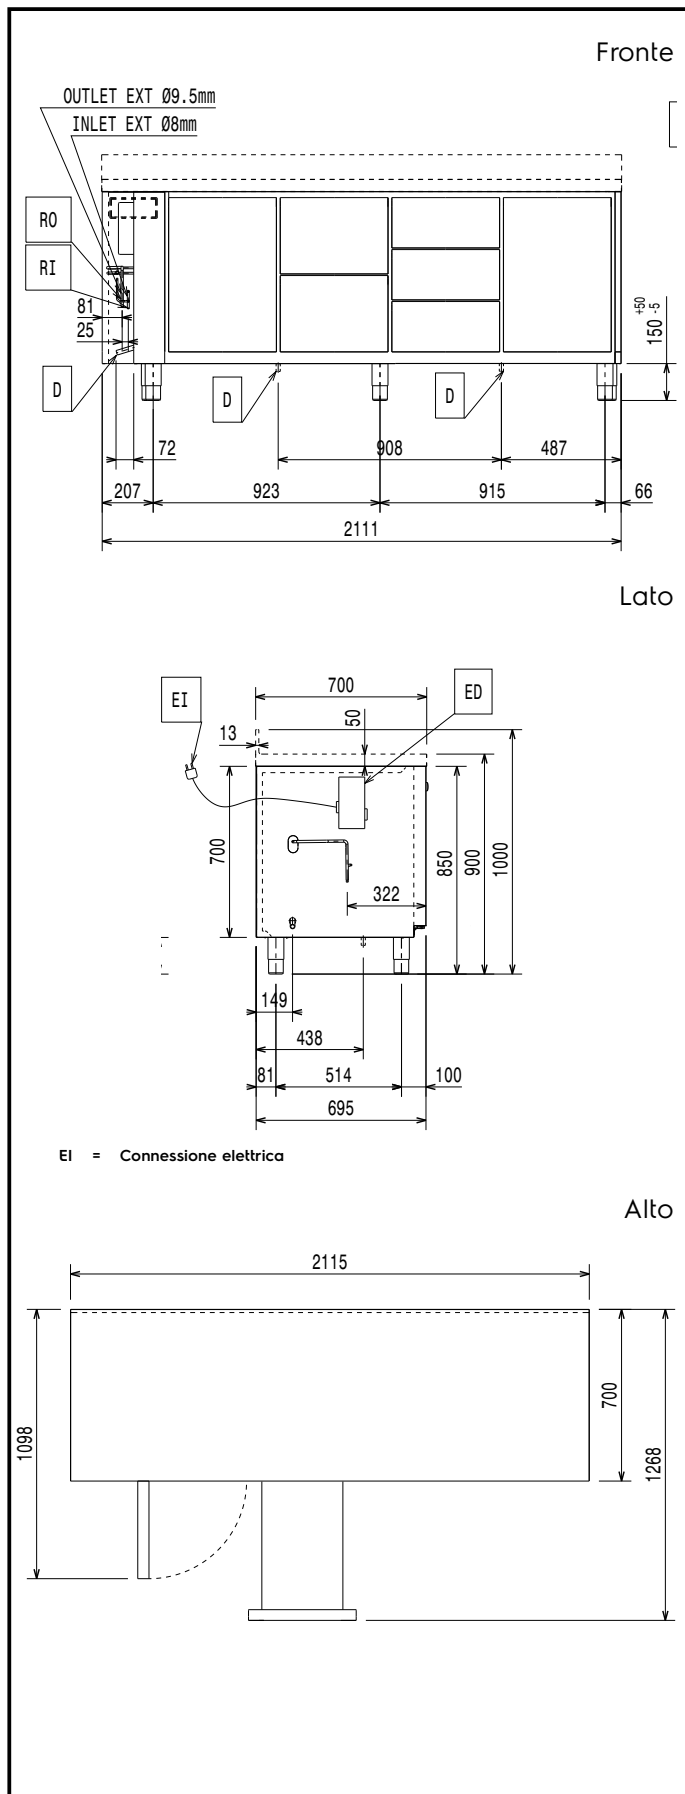 Fronte
OUTLET EXT Ø9.5mm
INLET EXT Ø8mm
RO
RI
81
25
D
D
D
150 +50 -5
72
908
487
207
923
915
66
2111
Lato
EI
700
ED
50
13
700
322
850
900
1000
149
438
81
514
100
695
EI = Connessione elettrica
Alto
2115
1098
700
1268